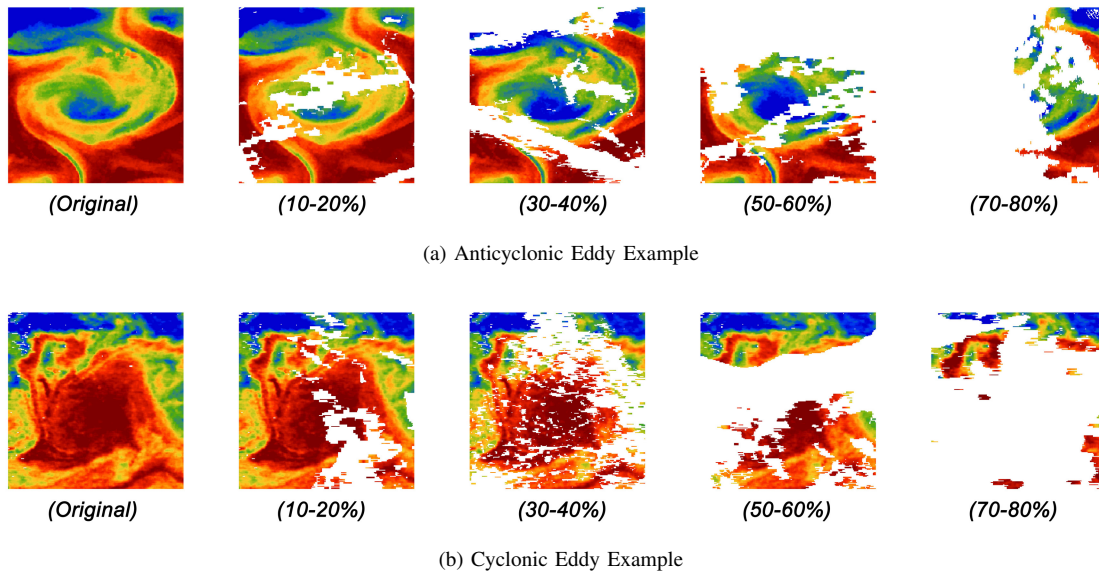 (Original) (10-20%) (30-40%) (50-60%) (70-80%)
(a) Anticyclonic Eddy Example
(Original) (10-20%) (30-40%) (50-60%) (70-80%)
(b) Cyclonic Eddy Example